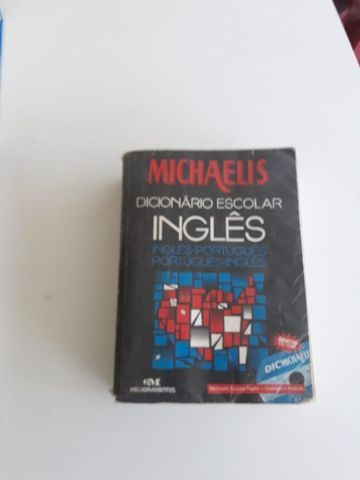 MICHAELIS
DICIONÁRIO ESCOLAR
INGLÊS
INGLÊS-PORTUGUÊS
PORTUGUÊS-INGLÊS
DICMICHAELIS
MELHORAMENTOS